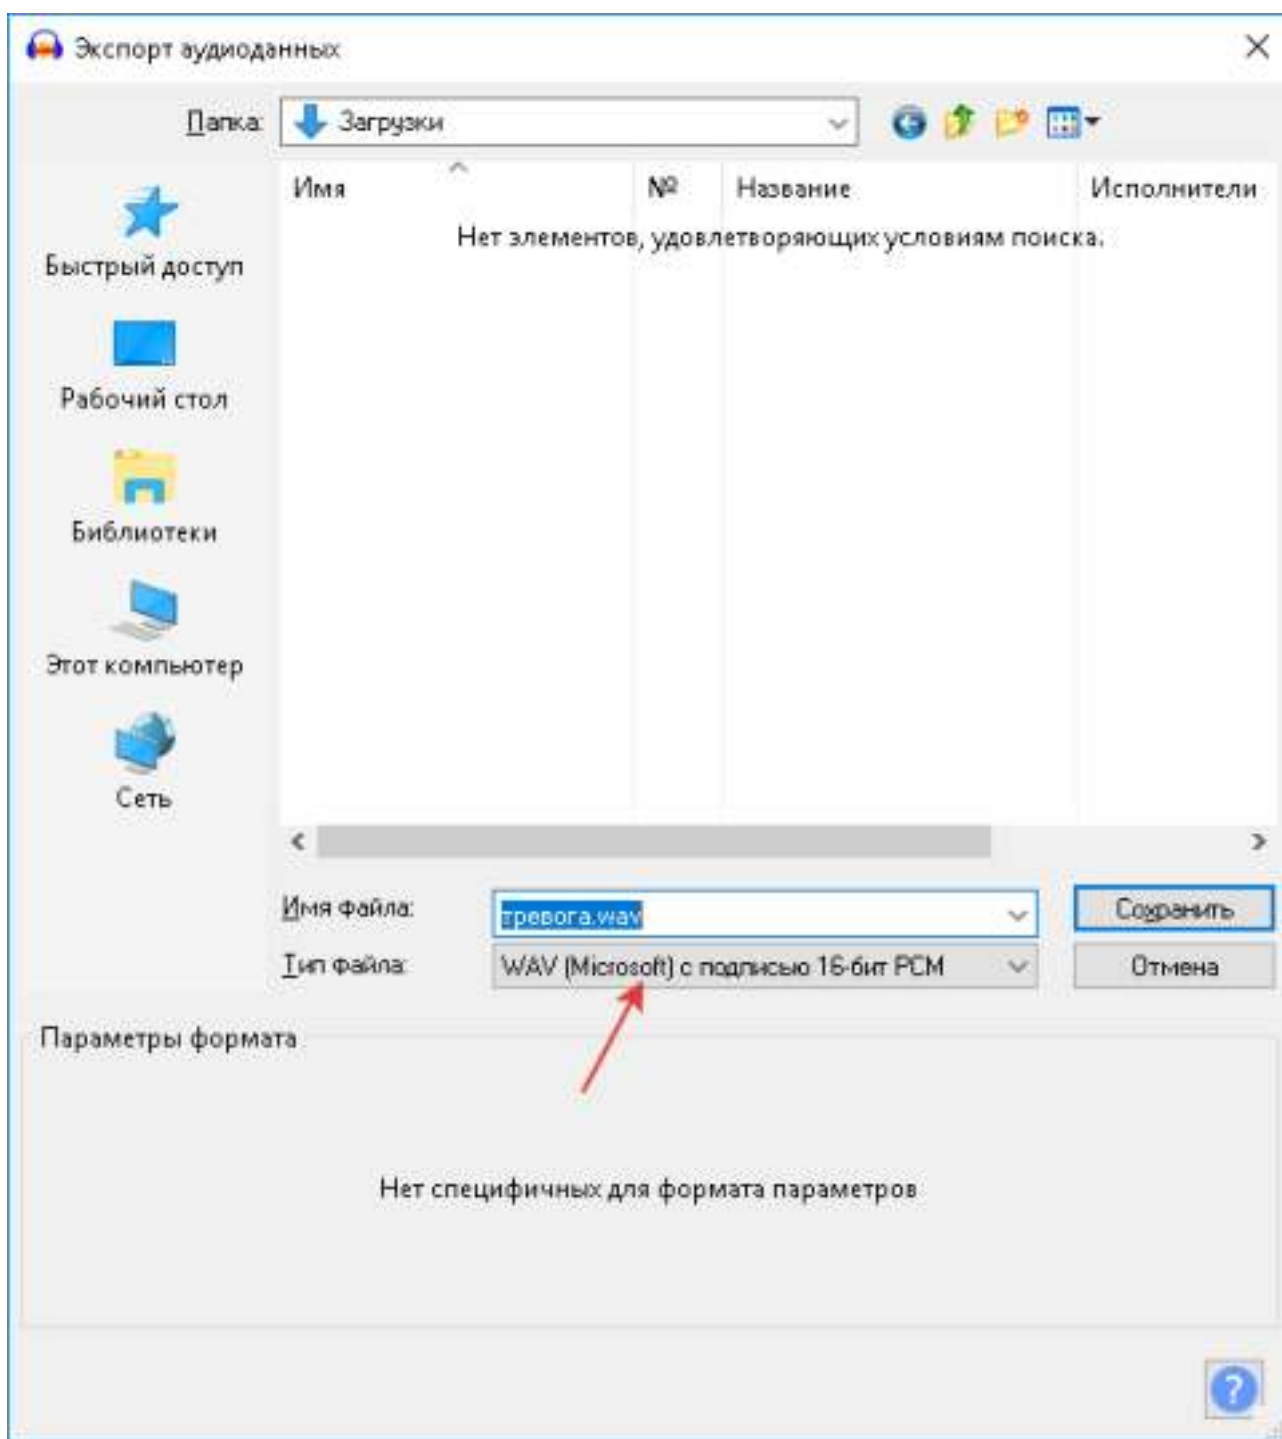 Экспорт аудиоданных
Папка: Загрузки
Имя № Название Исполнители
Нет элементов, удовлетворяющих условиям поиска.
Быстрый доступ
Рабочий стол
Библиотеки
Этот компьютер
Сеть
Имя файла: тревога.wav Сохранить
Тип файла: WAV (Microsoft) с подписью 16-бит PCM Отмена
Параметры формата
Нет специфичных для формата параметров
?